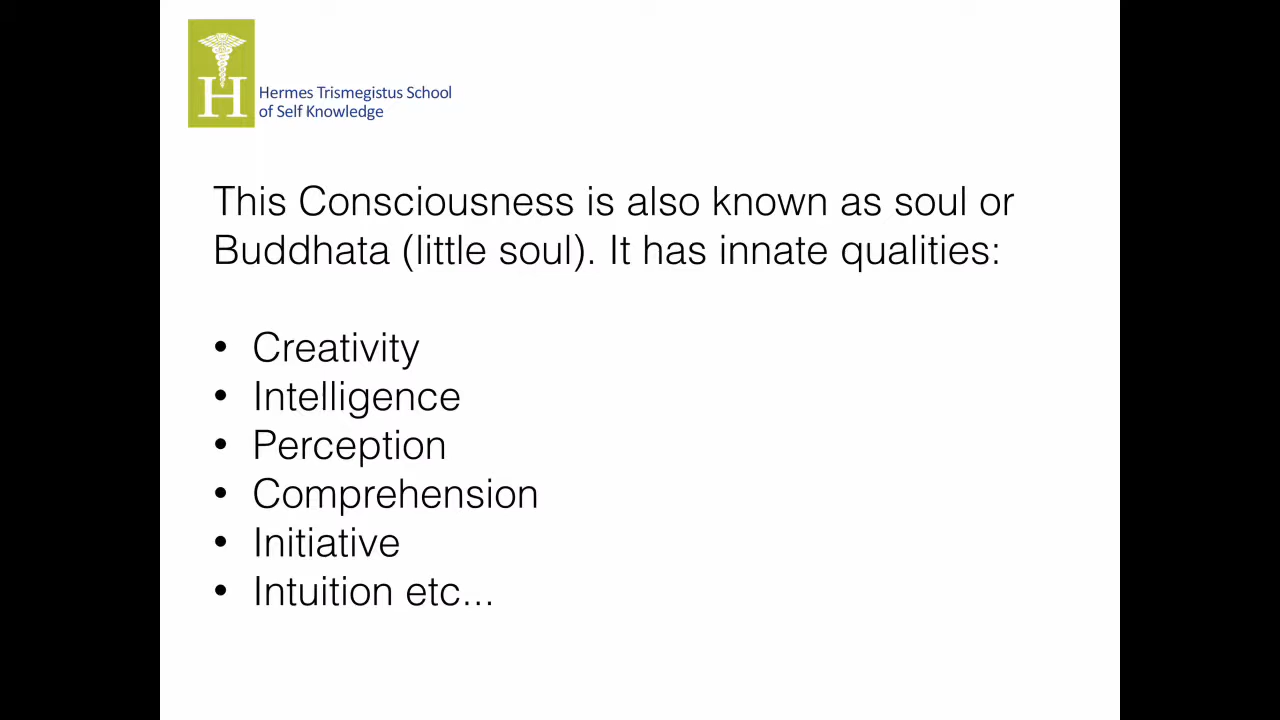 H
Hermes Trismegistus School
of Self Knowledge
This Consciousness is also known as soul or
Buddhata (little soul). It has innate qualities:
• Creativity
• Intelligence
• Perception
• Comprehension
• Initiative
• Intuition etc...